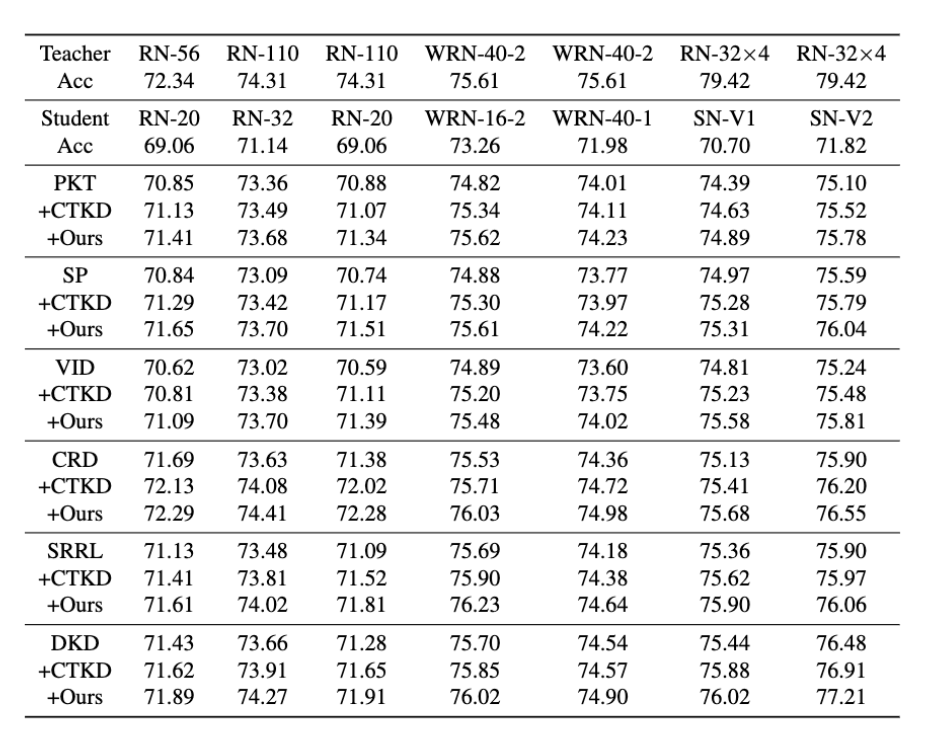 Teacher RN-56 RN-110 RN-110 WRN-40-2 WRN-40-2 RN-32×4 RN-32×4
Acc 72.34 74.31 74.31 75.61 75.61 79.42 79.42
Student RN-20 RN-32 RN-20 WRN-16-2 WRN-40-1 SN-V1 SN-V2
Acc 69.06 71.14 69.06 73.26 71.98 70.70 71.82
PKT 70.85 73.36 70.88 74.82 74.01 74.39 75.10
+CTKD 71.13 73.49 71.07 75.34 74.11 74.63 75.52
+Ours 71.41 73.68 71.34 75.62 74.23 74.89 75.78
SP 70.84 73.09 70.74 74.88 73.77 74.97 75.59
+CTKD 71.29 73.42 71.17 75.30 73.97 75.28 75.79
+Ours 71.65 73.70 71.51 75.61 74.22 75.31 76.04
VID 70.62 73.02 70.59 74.89 73.60 74.81 75.24
+CTKD 70.81 73.38 71.11 75.20 73.75 75.23 75.48
+Ours 71.09 73.70 71.39 75.48 74.02 75.58 75.81
CRD 71.69 73.63 71.38 75.53 74.36 75.13 75.90
+CTKD 72.13 74.08 72.02 75.71 74.72 75.41 76.20
+Ours 72.29 74.41 72.28 76.03 74.98 75.68 76.55
SRRL 71.13 73.48 71.09 75.69 74.18 75.36 75.90
+CTKD 71.41 73.81 71.52 75.90 74.38 75.62 75.97
+Ours 71.61 74.02 71.81 76.23 74.64 75.90 76.06
DKD 71.43 73.66 71.28 75.70 74.54 75.44 76.48
+CTKD 71.62 73.91 71.65 75.85 74.57 75.88 76.91
+Ours 71.89 74.27 71.91 76.02 74.90 76.02 77.21